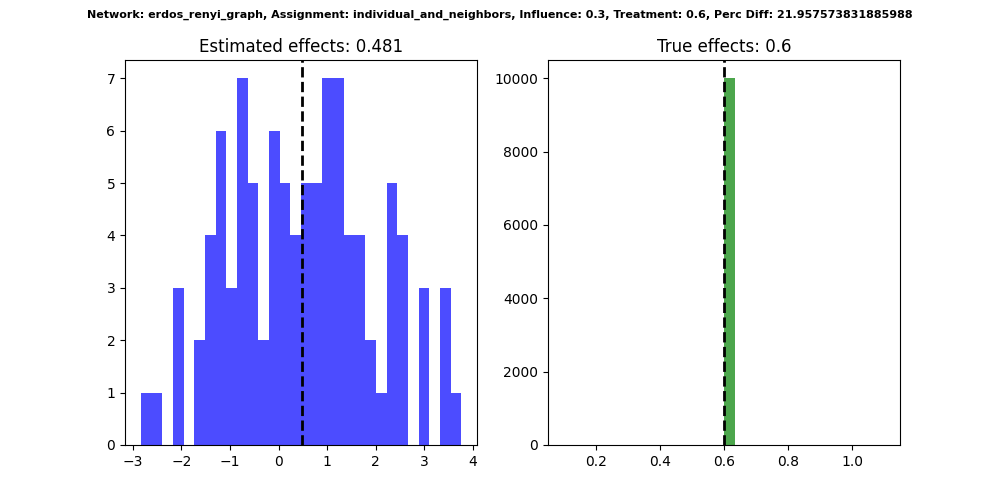 Network: erdos_renyi_graph, Assignment: individual_and_neighbors, Influence: 0.3, Treatment: 0.6, Perc Diff: 21.957573831885988
Estimated effects: 0.481
True effects: 0.6
7
6
5
4
3
2
1
0
−3 −2 −1 0 1 2 3 4
10000
8000
6000
4000
2000
0
0.2 0.4 0.6 0.8 1.0